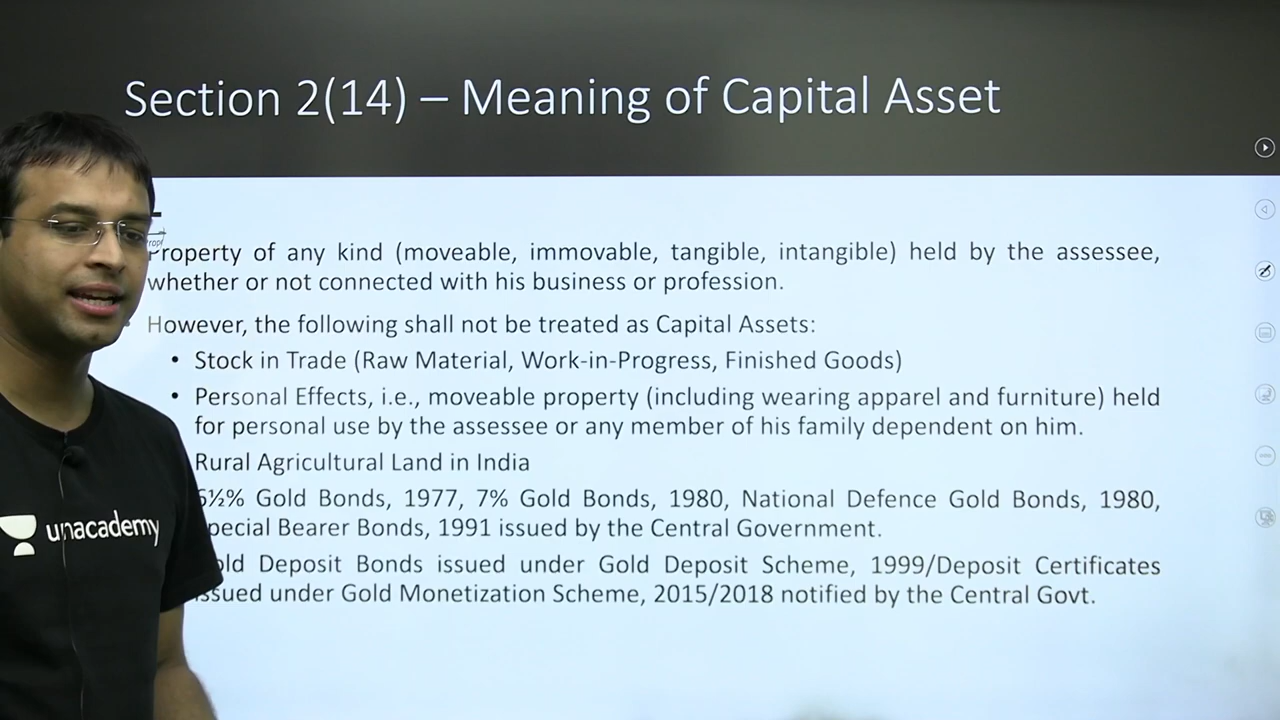 Section 2(14) – Meaning of Capital Asset
Property of any kind (moveable, immovable, tangible, intangible) held by the assessee,
whether or not connected with his business or profession.
However, the following shall not be treated as Capital Assets:
• Stock in Trade (Raw Material, Work-in-Progress, Finished Goods)
• Personal Effects, i.e., moveable property (including wearing apparel and furniture) held
for personal use by the assessee or any member of his family dependent on him.
Rural Agricultural Land in India
6½% Gold Bonds, 1977, 7% Gold Bonds, 1980, National Defence Gold Bonds, 1980,
Special Bearer Bonds, 1991 issued by the Central Government.
Gold Deposit Bonds issued under Gold Deposit Scheme, 1999/Deposit Certificates
issued under Gold Monetization Scheme, 2015/2018 notified by the Central Govt.
unacademy